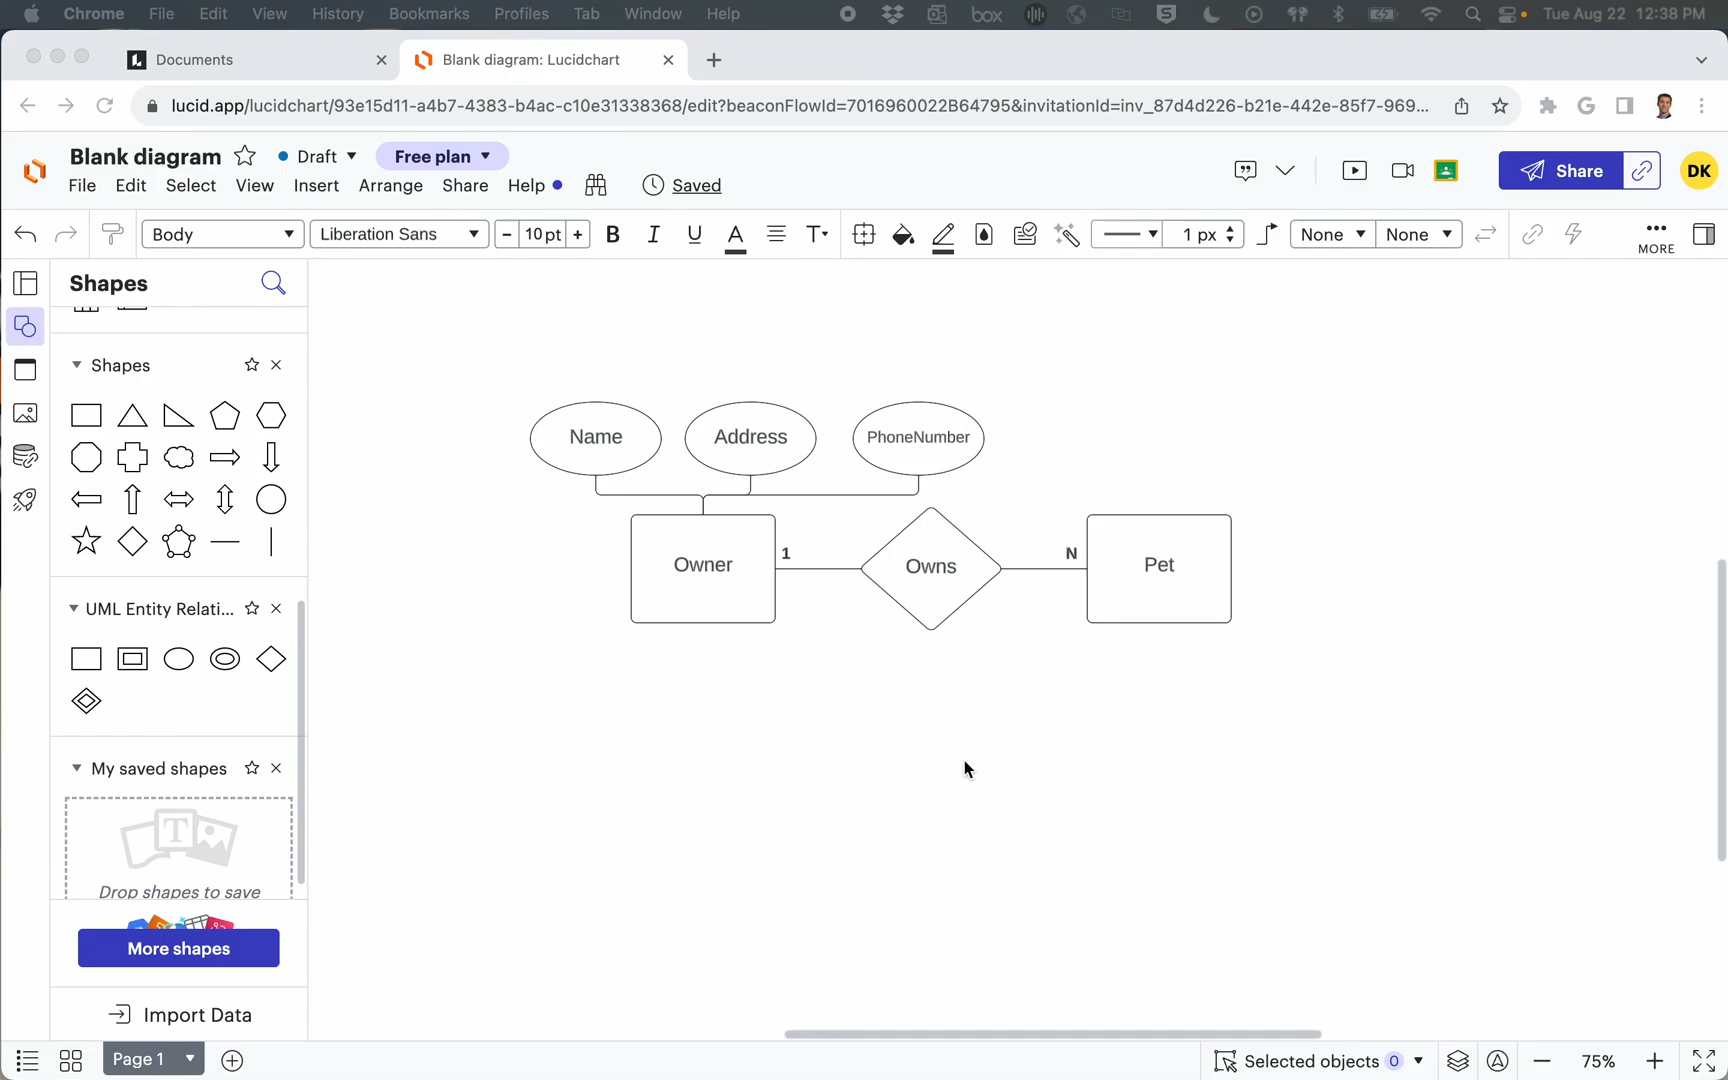 Chrome File Edit View History Bookmarks Profiles Tab Window Help box S Tue Aug 22 12:38 PM
Documents Blank diagram: Lucidchart
lucid.app/lucidchart/93e15d11-a4b7-4383-b4ac-c10e31338368/edit?beaconFlowId=7016960022B64795&invitationId=inv_87d4d226-b21e-442e-85f7-969...
Blank diagram Draft Free plan
File Edit Select View Insert Arrange Share Help Saved
Share DK
Body Liberation Sans - 10 pt + B I U A T 1 px None None MORE
Shapes
Shapes
UML Entity Relati...
My saved shapes
T
Drop shapes to save
More shapes
Import Data
Name Address PhoneNumber
Owner 1 Owns N Pet
Page 1 Selected objects 0 75%